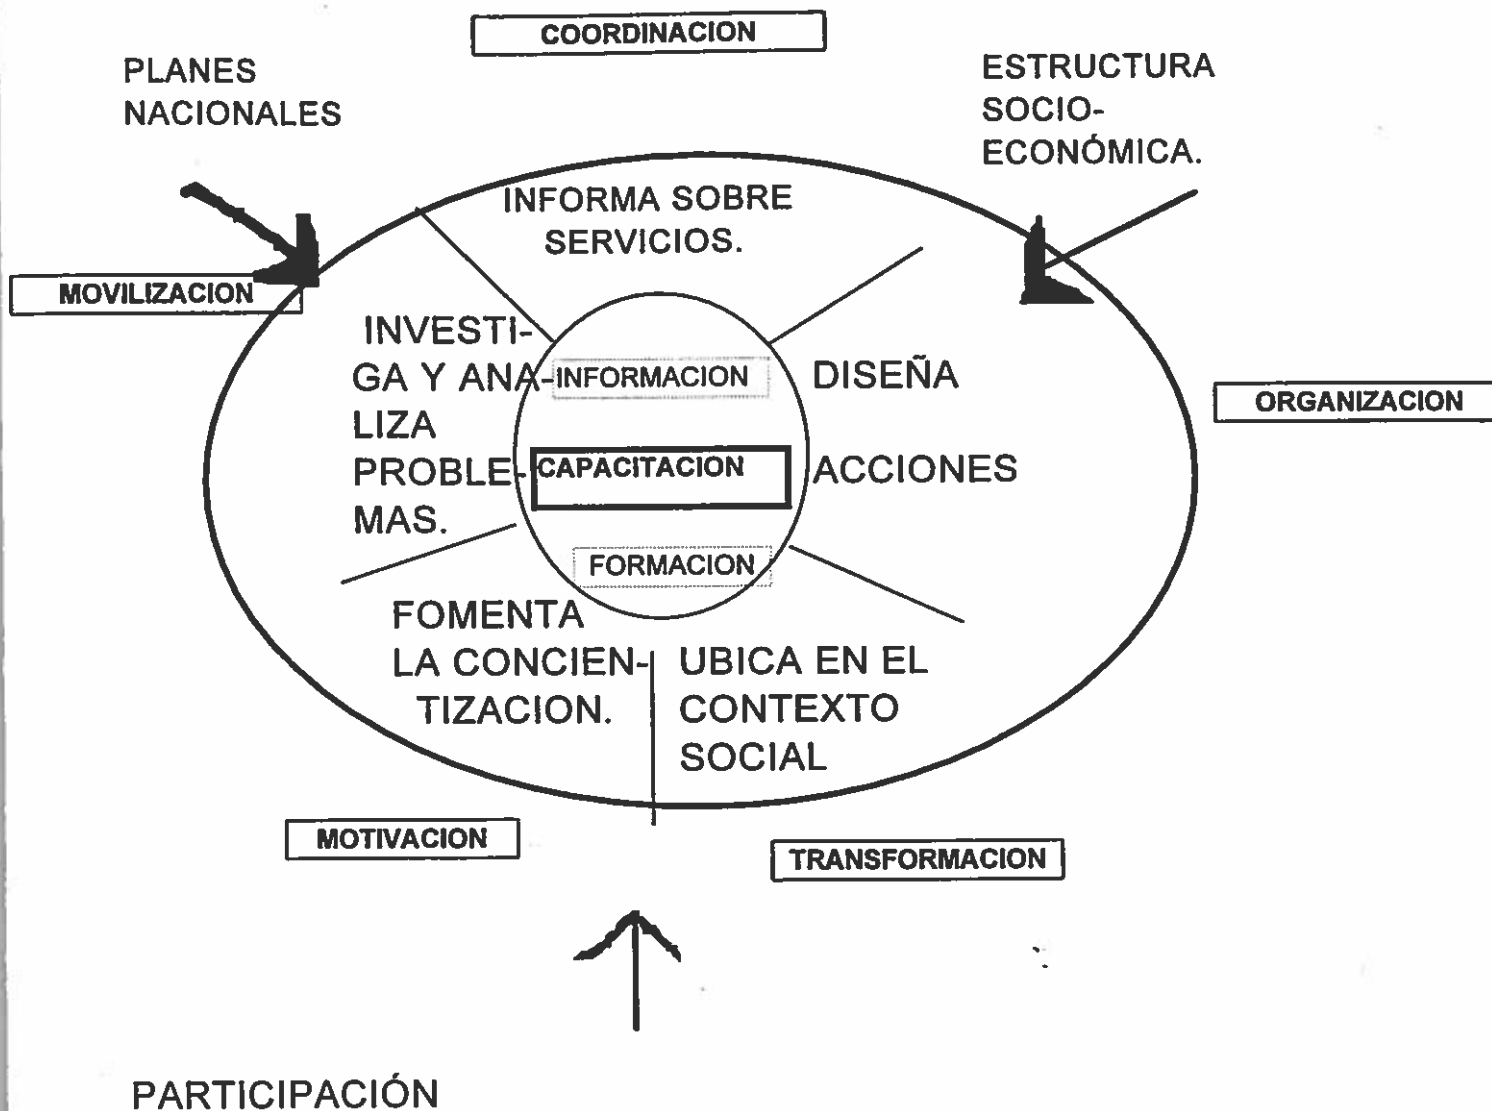 COORDINACION
PLANES
NACIONALES
ESTRUCTURA
SOCIO-
ECONÓMICA.
INFORMA SOBRE
SERVICIOS.
MOVILIZACION
INVESTI-
GA Y ANA-
LIZA
PROBLE-
MAS.
INFORMACION
CAPACITACION
FORMACION
DISEÑA
ACCIONES
ORGANIZACION
FOMENTA
LA CONCIEN-
TIZACION.
UBICA EN EL
CONTEXTO
SOCIAL
MOTIVACION
TRANSFORMACION
PARTICIPACIÓN